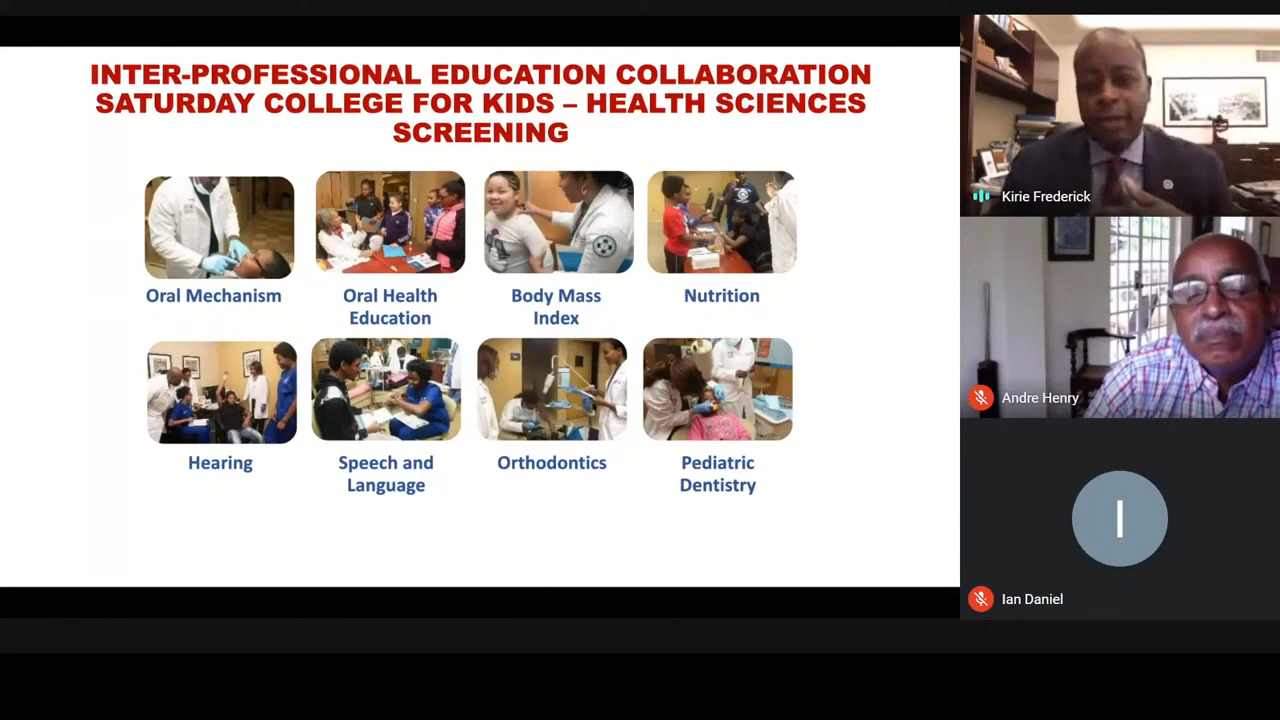 INTER-PROFESSIONAL EDUCATION COLLABORATION
SATURDAY COLLEGE FOR KIDS – HEALTH SCIENCES
SCREENING
Oral Mechanism
Oral Health
Education
Body Mass
Index
Nutrition
Hearing
Speech and
Language
Orthodontics
Pediatric
Dentistry
Kirie Frederick
Andre Henry
I
Ian Daniel